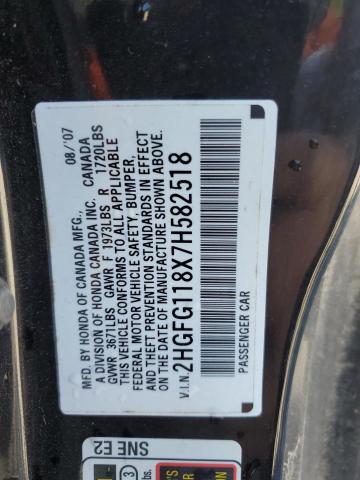 MFD. BY HONDA OF CANADA MFG., 08/'07
A DIVISION OF HONDA CANADA INC. CANADA
GVWR 3671LBS GAWR F 1973LBS R 1720LBS
THIS VEHICLE CONFORMS TO ALL APPLICABLE
FEDERAL MOTOR VEHICLE SAFETY, BUMPER,
AND THEFT PREVENTION STANDARDS IN EFFECT
ON THE DATE OF MANUFACTURE SHOWN ABOVE.
V.I.N. 2HGFG118X7H582518
PASSENGER CAR
SNE E2
3
lbs.